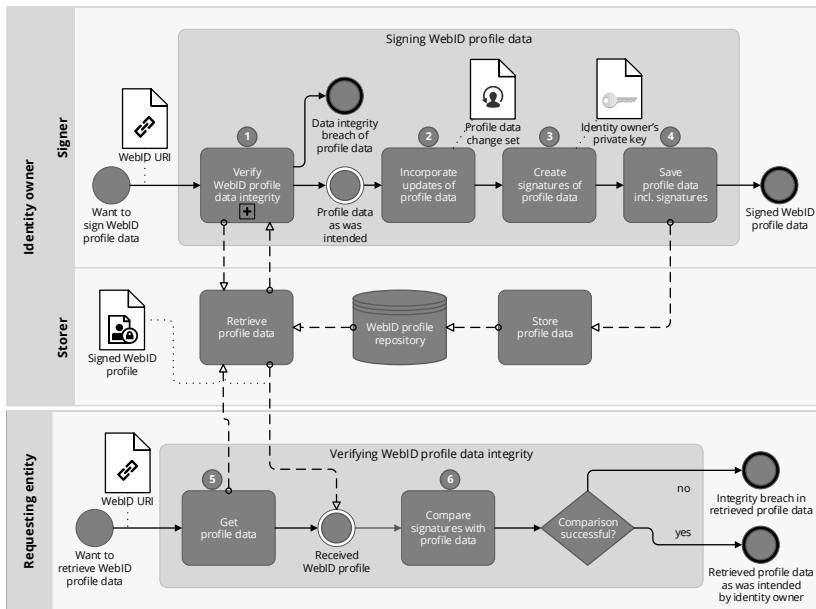 Identity owner
Signer
Signing WebID profile data
WebID URI
Want to
sign WebID
profile data
1
Verify
WebID profile
data integrity
Data integrity
breach of
profile data
Profile data
as was
intended
2
Incorporate
updates of
profile data
Profile data
change set
3
Create
signatures of
profile data
Identity owner's
private key
4
Save
profile data
incl. signatures
Signed WebID
profile data
Storer
Signed WebID
profile
Retrieve
profile data
WebID profile
repository
Store
profile data
Requesting entity
Verifying WebID profile data integrity
WebID URI
Want to
retrieve WebID
profile data
5
Get
profile data
Received
WebID profile
6
Compare
signatures with
profile data
Comparison
successful?
no
Integrity breach in
retrieved profile data
yes
Retrieved profile data
as was intended
by identity owner